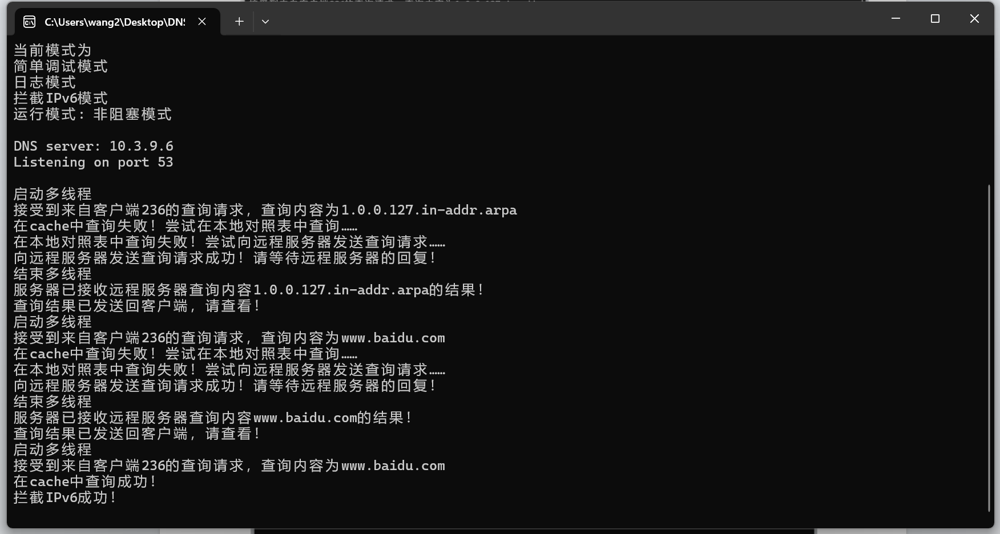 C:\Users\wang2\Desktop\DN
当前模式为
简单调试模式
日志模式
拦截IPv6模式
运行模式: 非阻塞模式
DNS server: 10.3.9.6
Listening on port 53
启动多线程
接受到来自客户端236的查询请求，查询内容为1.0.0.127.in-addr.arpa
在cache中查询失败！尝试在本地对照表中查询……
在本地对照表中查询失败！尝试向远程服务器发送查询请求……
向远程服务器发送查询请求成功！请等待远程服务器的回复！
结束多线程
服务器已接收远程服务器查询内容1.0.0.127.in-addr.arpa的结果！
查询结果已发送回客户端，请查看！
启动多线程
接受到来自客户端236的查询请求，查询内容为www.baidu.com
在cache中查询失败！尝试在本地对照表中查询……
在本地对照表中查询失败！尝试向远程服务器发送查询请求……
向远程服务器发送查询请求成功！请等待远程服务器的回复！
结束多线程
服务器已接收远程服务器查询内容www.baidu.com的结果！
查询结果已发送回客户端，请查看！
启动多线程
接受到来自客户端236的查询请求，查询内容为www.baidu.com
在cache中查询成功！
拦截IPv6成功！